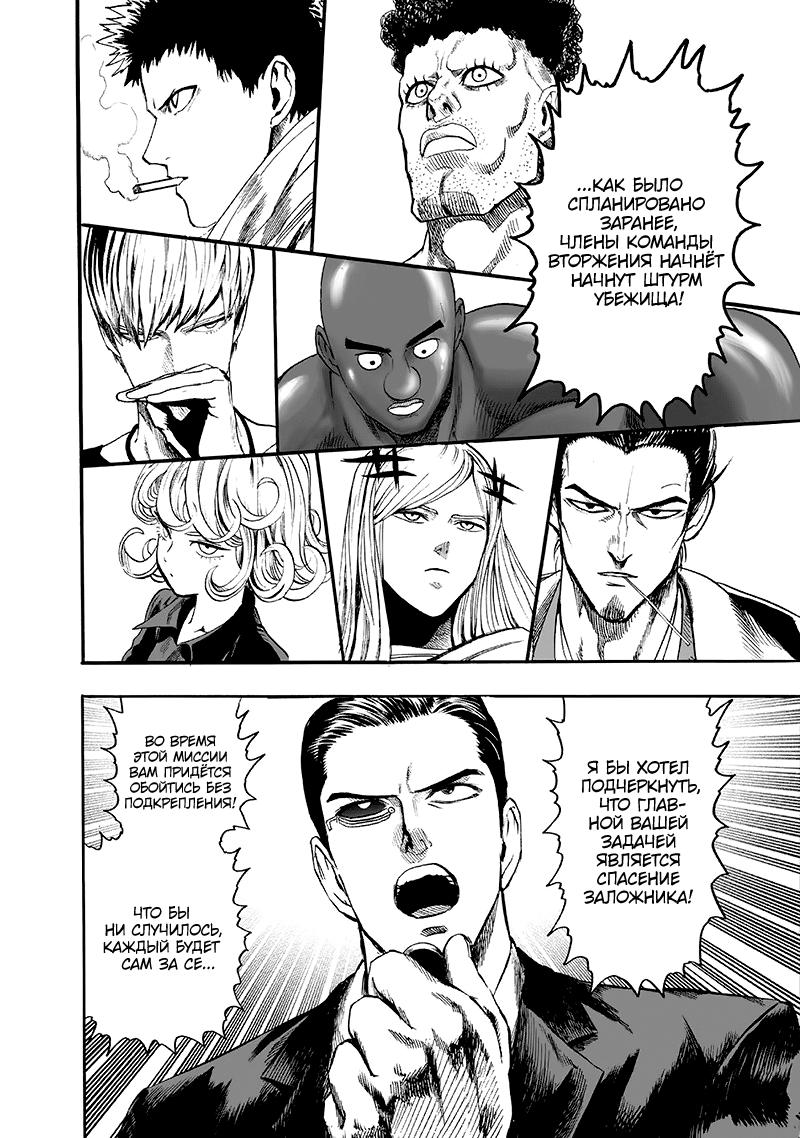 ...КАК БЫЛО
СПЛАНИРОВАНО
ЗАРАНЕЕ,
ЧЛЕНЫ КОМАНДЫ
ВТОРЖЕНИЯ НАЧНЁТ
НАЧНУТ ШТУРМ
УБЕЖИЩА!
Я БЫ ХОТЕЛ
ПОДЧЕРКНУТЬ,
ЧТО ГЛАВ-
НОЙ ВАШЕЙ
ЗАДАЧЕЙ
ЯВЛЯЕТСЯ
СПАСЕНИЕ
ЗАЛОЖНИКА!
ВО ВРЕМЯ
ЭТОЙ МИССИИ
ВАМ ПРИДЁТСЯ
ОБОЙТИСЬ БЕЗ
ПОДКРЕПЛЕНИЯ!
ЧТО БЫ
НИ СЛУЧИЛОСЬ,
КАЖДЫЙ БУДЕТ
САМ ЗА СЕ...